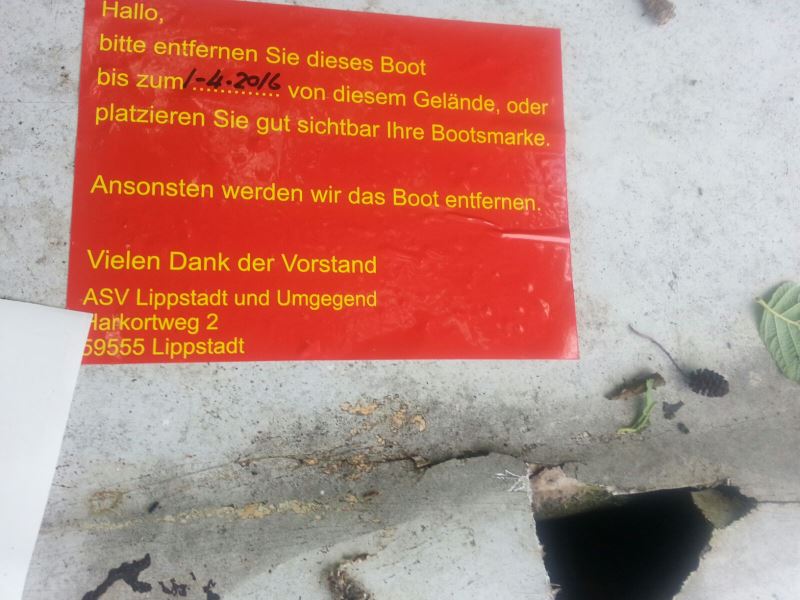 Hallo,
bitte entfernen Sie dieses Boot
bis zum 1-4.2016 von diesem Gelände, oder
platzieren Sie gut sichtbar Ihre Bootsmarke.
Ansonsten werden wir das Boot entfernen.
Vielen Dank der Vorstand
ASV Lippstadt und Umgegend
Harkortweg 2
59555 Lippstadt